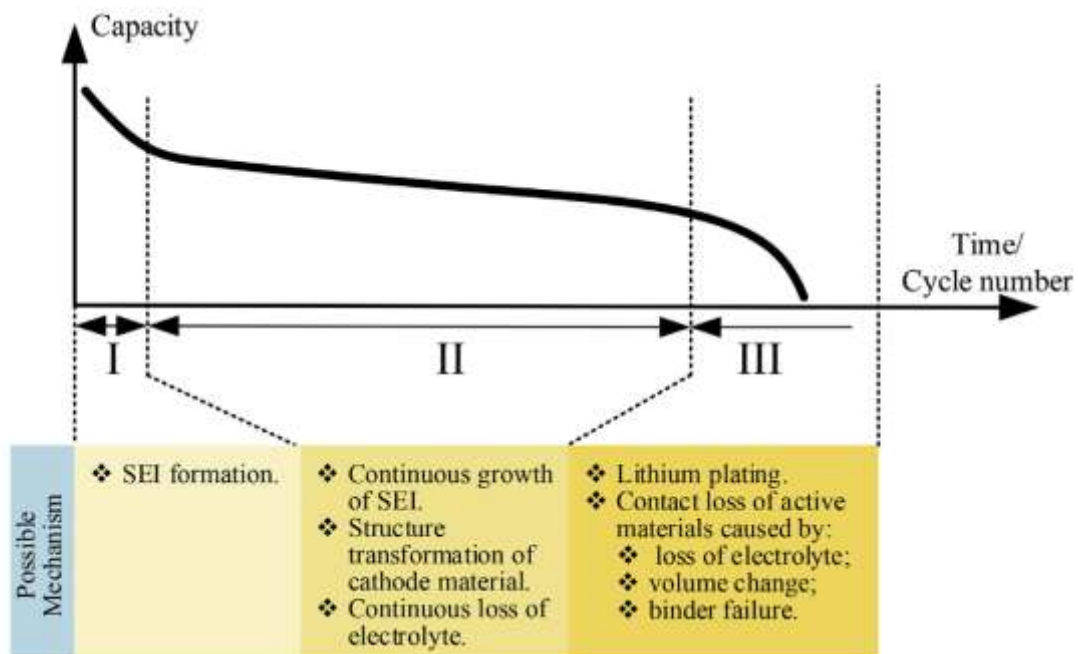 Capacity
Time/
Cycle number
I
II
III
Possible
Mechanism
❖ SEI formation.
❖ Continuous growth
of SEI.
❖ Structure
transformation of
cathode material.
❖ Continuous loss of
electrolyte.
❖ Lithium plating.
❖ Contact loss of active
materials caused by:
❖ loss of electrolyte;
❖ volume change;
❖ binder failure.